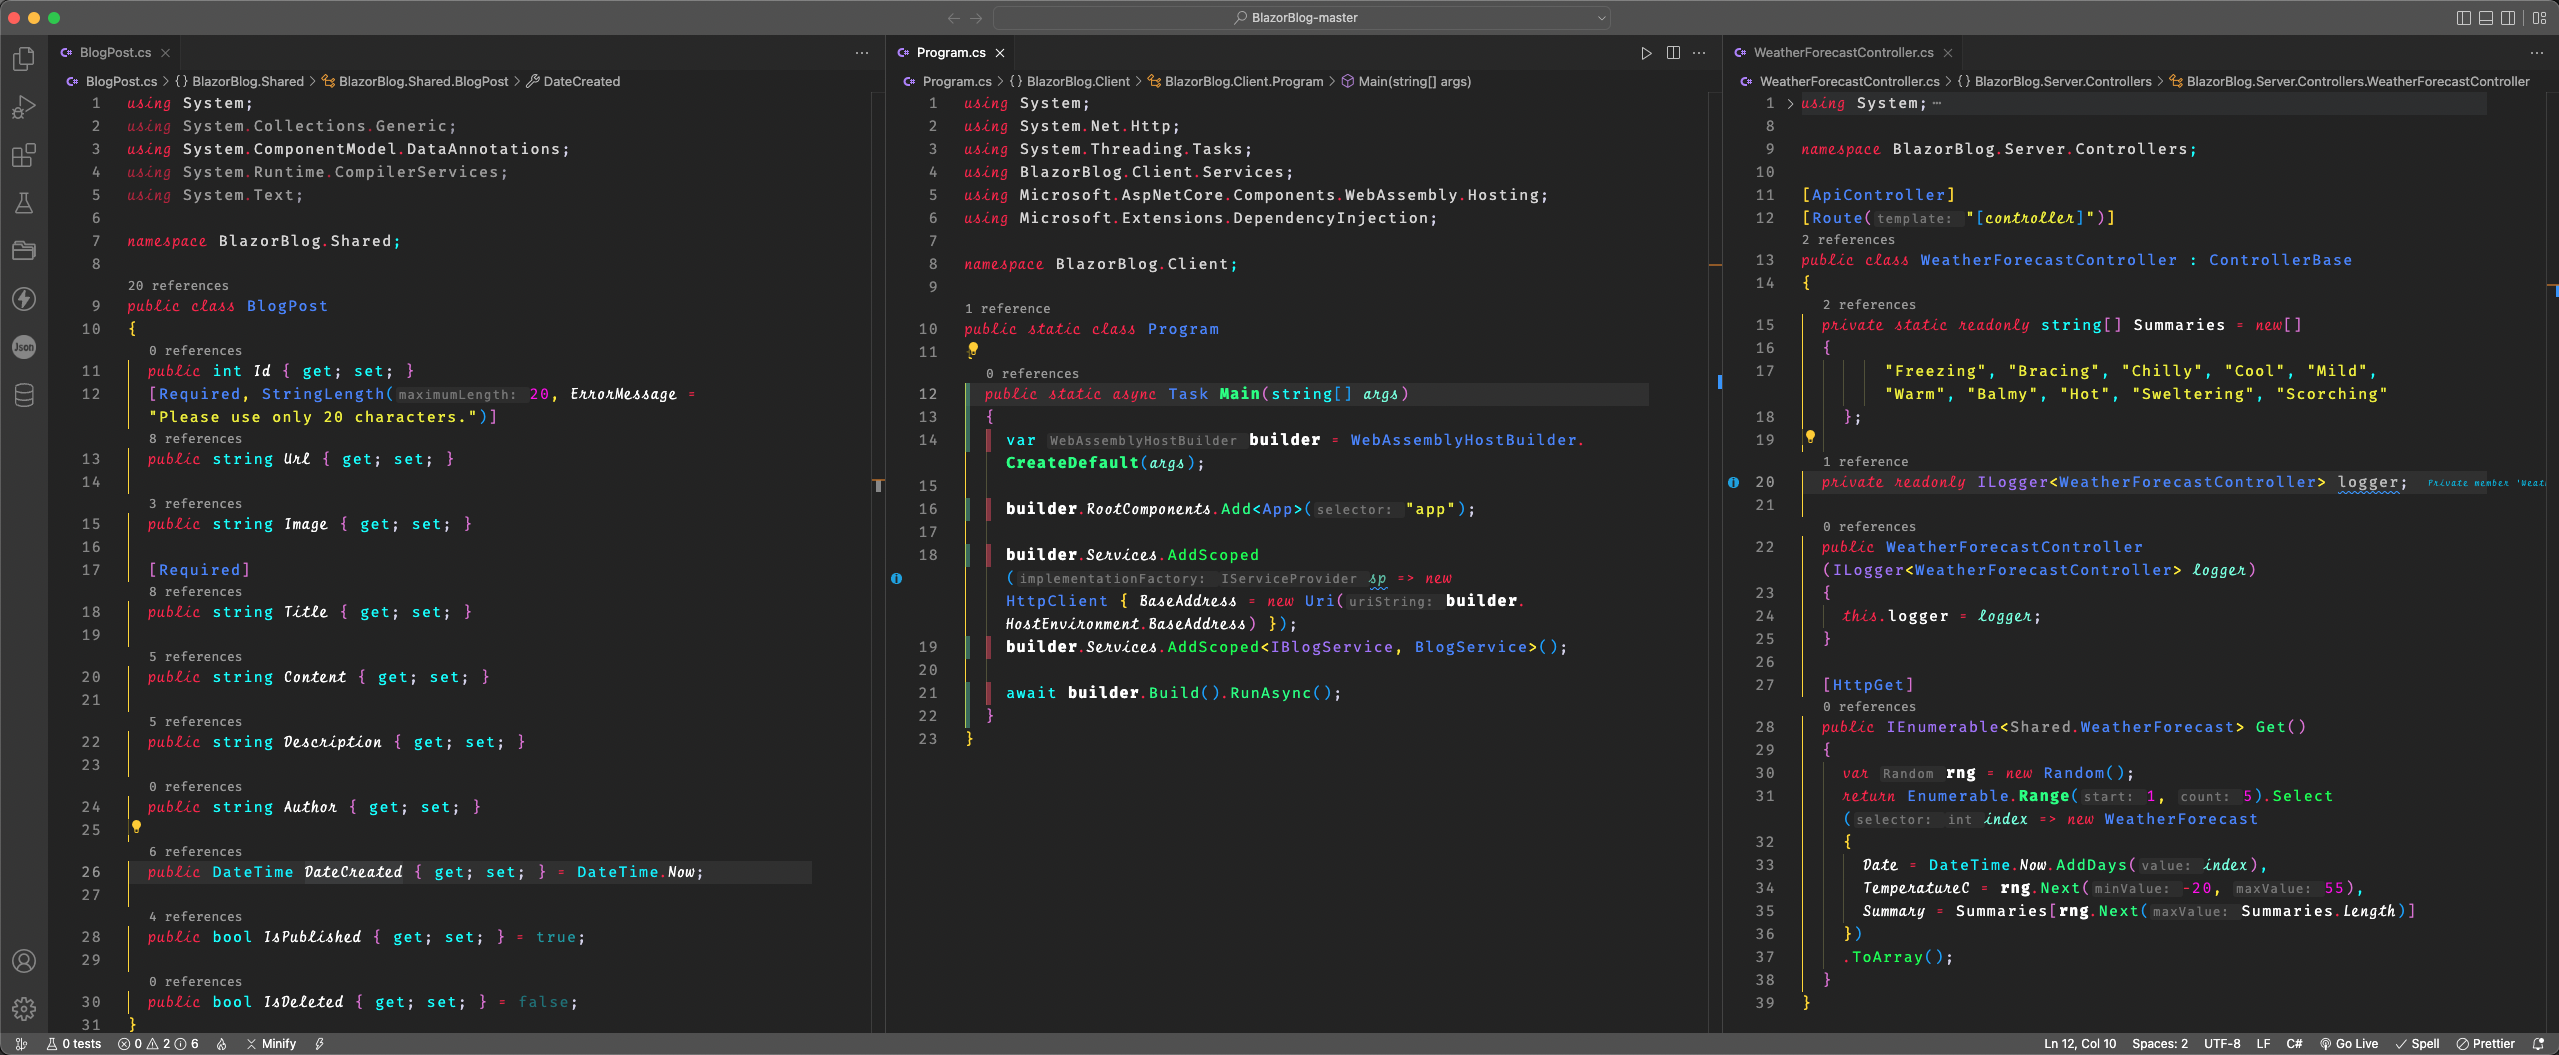 BlazorBlog-master
BlogPost.cs
BlogPost.cs > {} BlazorBlog.Shared > BlazorBlog.Shared.BlogPost > DateCreated
1 using System;
2 using System.Collections.Generic;
3 using System.ComponentModel.DataAnnotations;
4 using System.Runtime.CompilerServices;
5 using System.Text;
6
7 namespace BlazorBlog.Shared;
8
20 references
9 public class BlogPost
10 {
0 references
11 public int Id { get; set; }
12 [Required, StringLength(maximumLength: 20, ErrorMessage =
"Please use only 20 characters.")]
8 references
13 public string Url { get; set; }
14
3 references
15 public string Image { get; set; }
16
17 [Required]
8 references
18 public string Title { get; set; }
19
5 references
20 public string Content { get; set; }
21
5 references
22 public string Description { get; set; }
23
0 references
24 public string Author { get; set; }
25
6 references
26 public DateTime DateCreated { get; set; } = DateTime.Now;
27
4 references
28 public bool IsPublished { get; set; } = true;
29
0 references
30 public bool IsDeleted { get; set; } = false;
31 }
Program.cs
Program.cs > {} BlazorBlog.Client > BlazorBlog.Client.Program > Main(string[] args)
1 using System;
2 using System.Net.Http;
3 using System.Threading.Tasks;
4 using BlazorBlog.Client.Services;
5 using Microsoft.AspNetCore.Components.WebAssembly.Hosting;
6 using Microsoft.Extensions.DependencyInjection;
7
8 namespace BlazorBlog.Client;
9
1 reference
10 public static class Program
11
0 references
12 public static async Task Main(string[] args)
13 {
14 var WebAssemblyHostBuilder builder = WebAssemblyHostBuilder.
CreateDefault(args);
15
16 builder.RootComponents.Add<App>(selector: "app");
17
18 builder.Services.AddScoped
(implementationFactory: IServiceProvider sp => new
HttpClient { BaseAddress = new Uri(uriString: builder.
HostEnvironment.BaseAddress) });
19 builder.Services.AddScoped<IBlogService, BlogService>();
20
21 await builder.Build().RunAsync();
22 }
23 }
WeatherForecastController.cs
WeatherForecastController.cs > {} BlazorBlog.Server.Controllers > BlazorBlog.Server.Controllers.WeatherForecastController
1 using System; ⋯
8
9 namespace BlazorBlog.Server.Controllers;
10
11 [ApiController]
12 [Route(template: "[controller]")]
2 references
13 public class WeatherForecastController : ControllerBase
14 {
2 references
15 private static readonly string[] Summaries = new[]
16 {
17 "Freezing", "Bracing", "Chilly", "Cool", "Mild",
"Warm", "Balmy", "Hot", "Sweltering", "Scorching"
18 };
19
1 reference
20 private readonly ILogger<WeatherForecastController> logger; Private member 'Weat
21
0 references
22 public WeatherForecastController
(ILogger<WeatherForecastController> logger)
23 {
24 this.logger = logger;
25 }
26
27 [HttpGet]
0 references
28 public IEnumerable<Shared.WeatherForecast> Get()
29 {
30 var Random rng = new Random();
31 return Enumerable.Range(start: 1, count: 5).Select
(selector: int index => new WeatherForecast
32 {
33 Date = DateTime.Now.AddDays(value: index),
34 TemperatureC = rng.Next(minValue: -20, maxValue: 55),
35 Summary = Summaries[rng.Next(maxValue: Summaries.Length)]
36 })
37 .ToArray();
38 }
39 }
Json
0 tests 0 2 6 Minify
Ln 12, Col 10 Spaces: 2 UTF-8 LF C# Go Live Spell Prettier